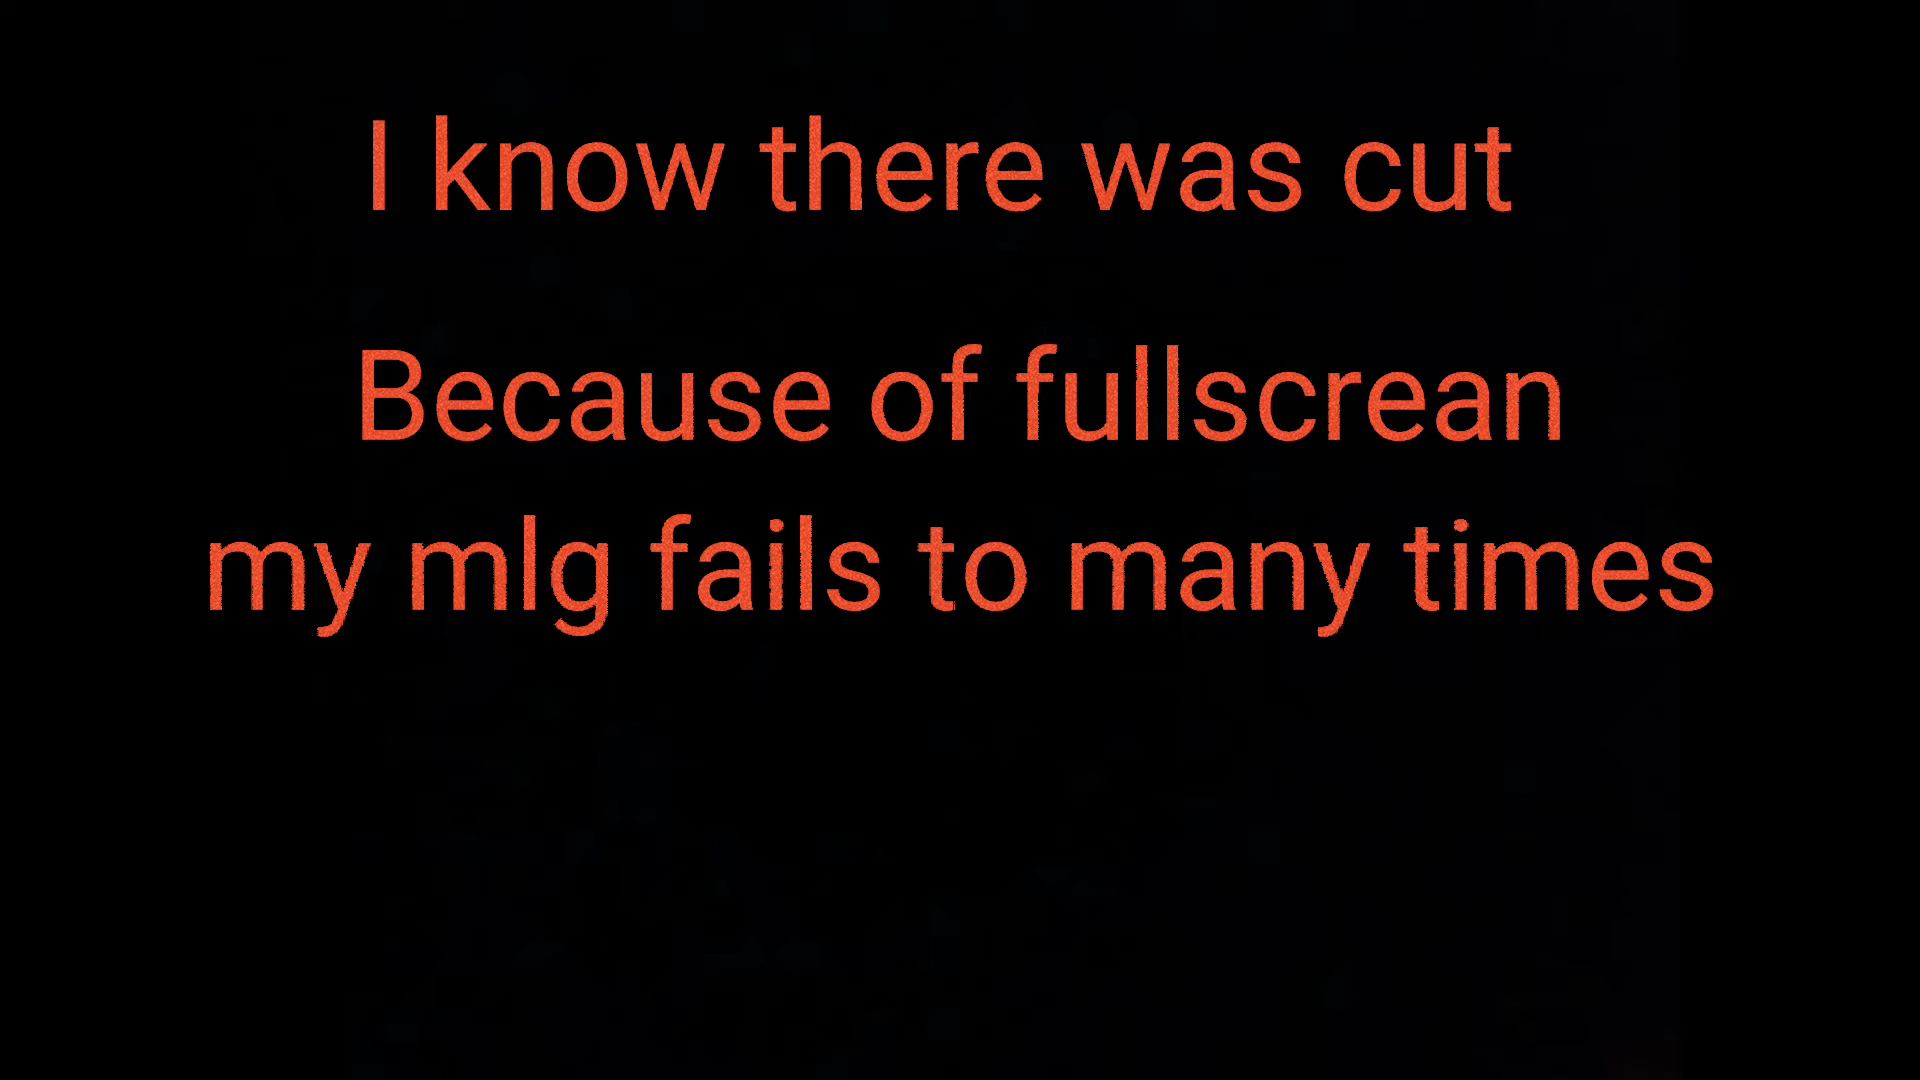 I know there was cut
Because of fullscrean
my mlg fails to many times